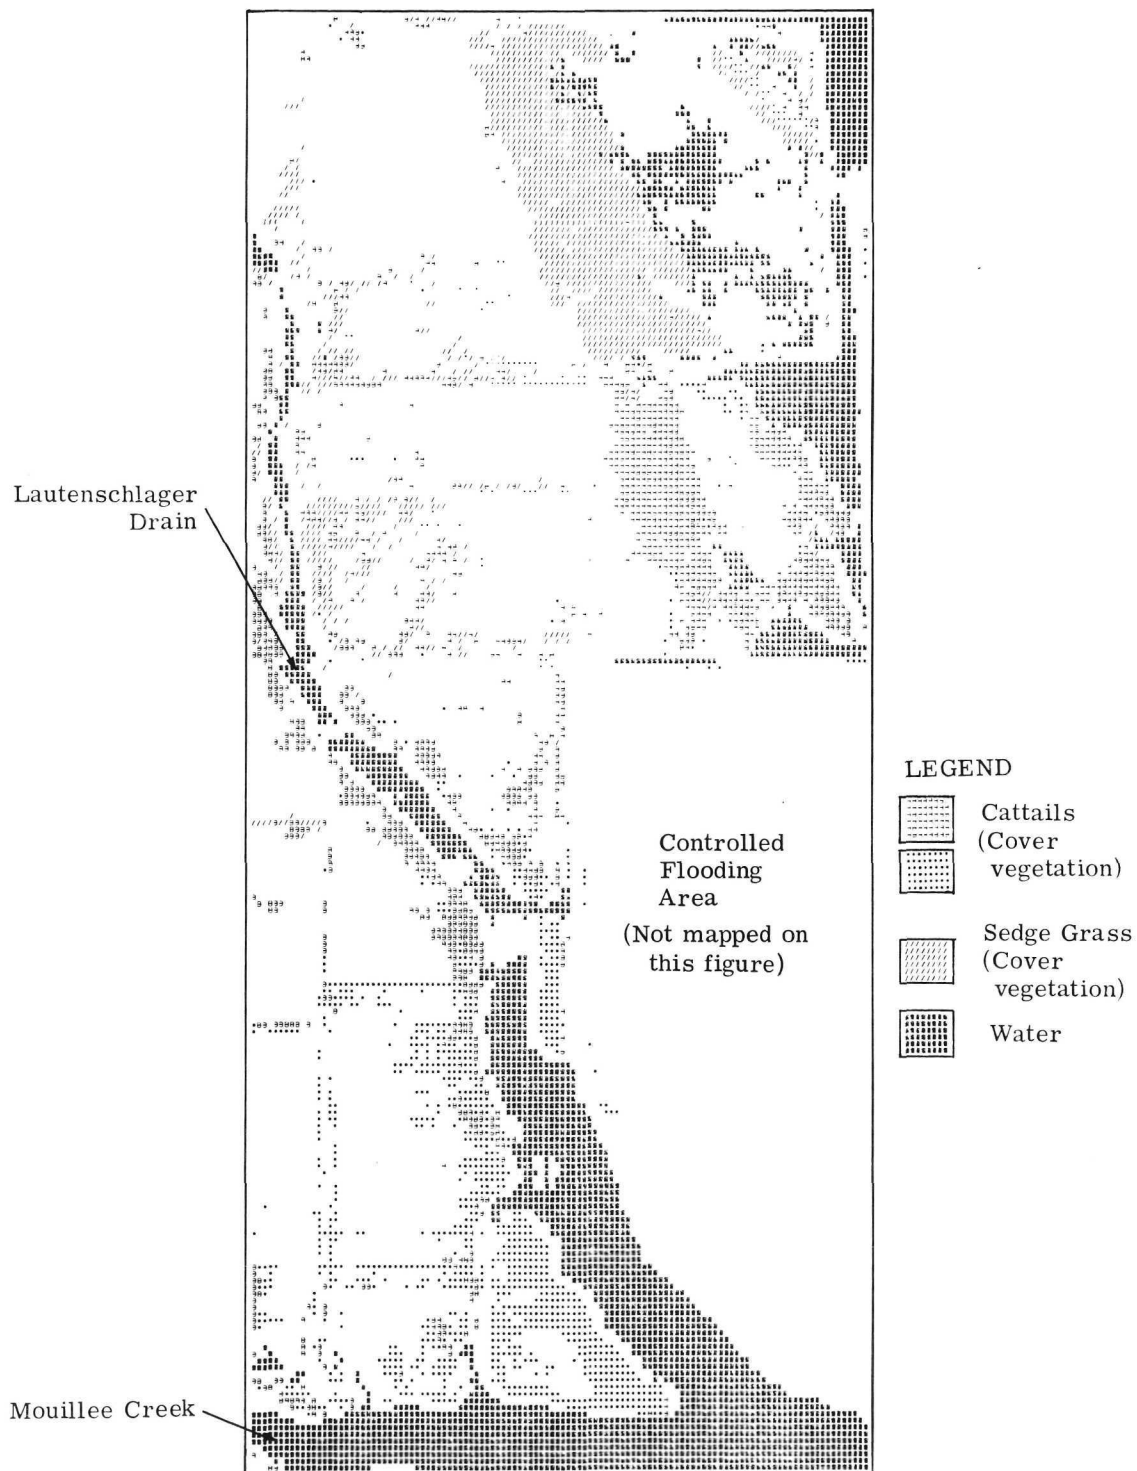 Lautenschlager
Drain
Controlled
Flooding
Area
(Not mapped on
this figure)
LEGEND
Cattails
(Cover
vegetation)
Sedge Grass
(Cover
vegetation)
Water
Mouillee Creek